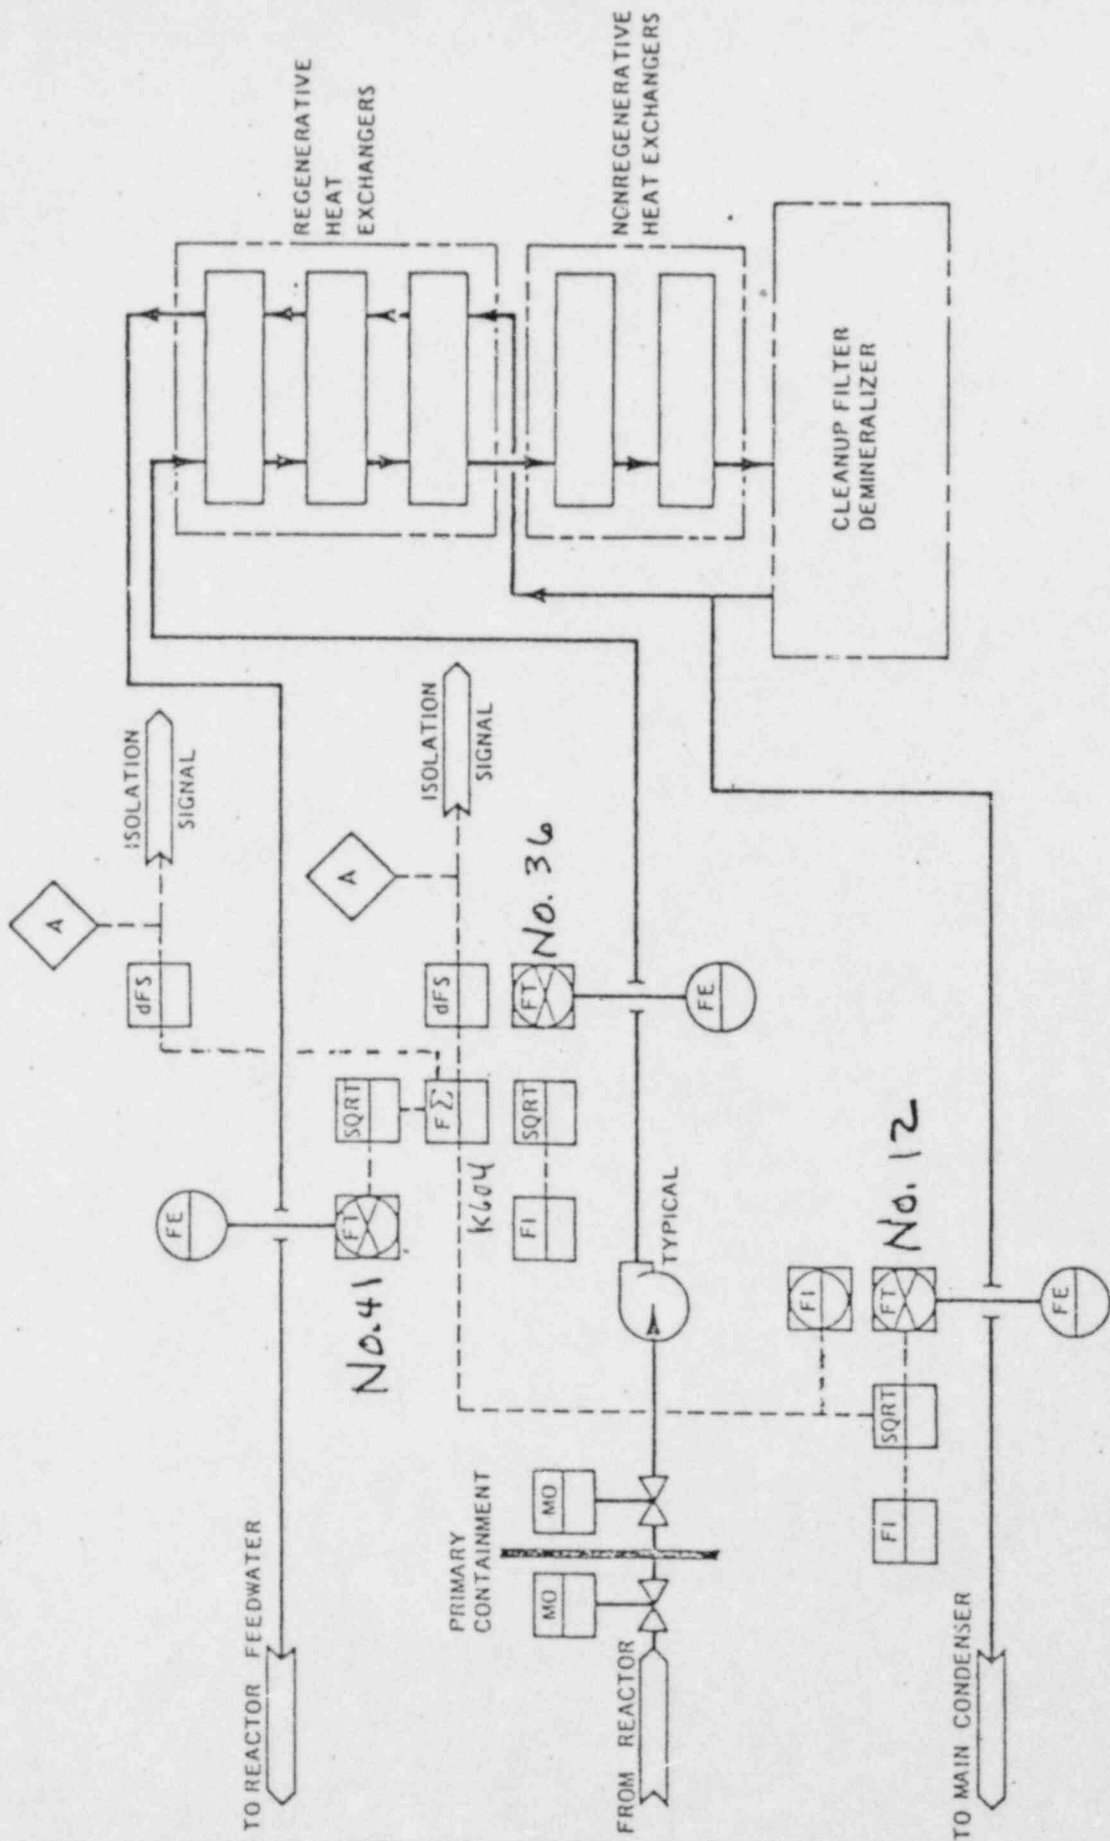 REGENERATIVE
HEAT
EXCHANGERS
NONREGENERATIVE
HEAT EXCHANGERS
CLEANUP FILTER
DEMINERALIZER
ISOLATION
SIGNAL
A
dFS
ISOLATION
SIGNAL
A
dFS
FE
FT
No.41
SQRT
F Σ
K604
FT
No. 36
FE
SQRT
FI
TYPICAL
FI
FT
No. 12
FE
SQRT
FI
PRIMARY
CONTAINMENT
MO
MO
TO REACTOR FEEDWATER
FROM REACTOR
TO MAIN CONDENSER